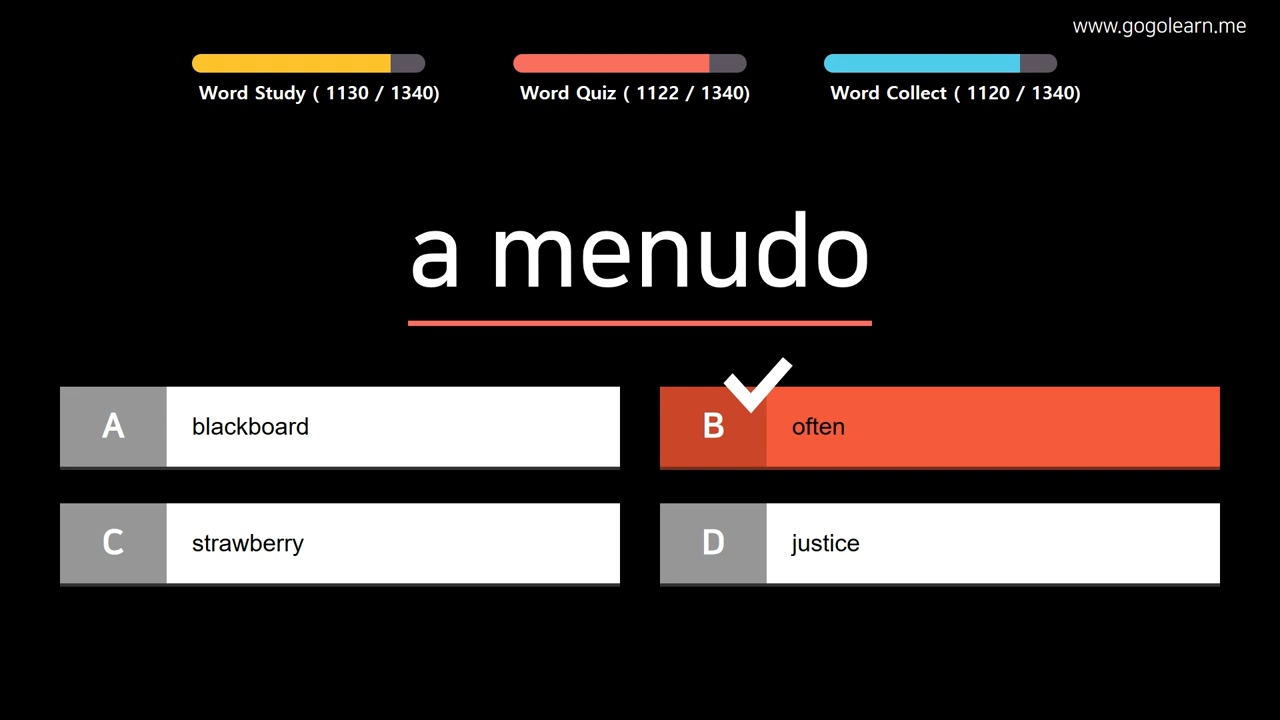 www.gogolearn.me
Word Study ( 1130 / 1340)
Word Quiz ( 1122 / 1340)
Word Collect ( 1120 / 1340)
a menudo
A blackboard
B often
C strawberry
D justice